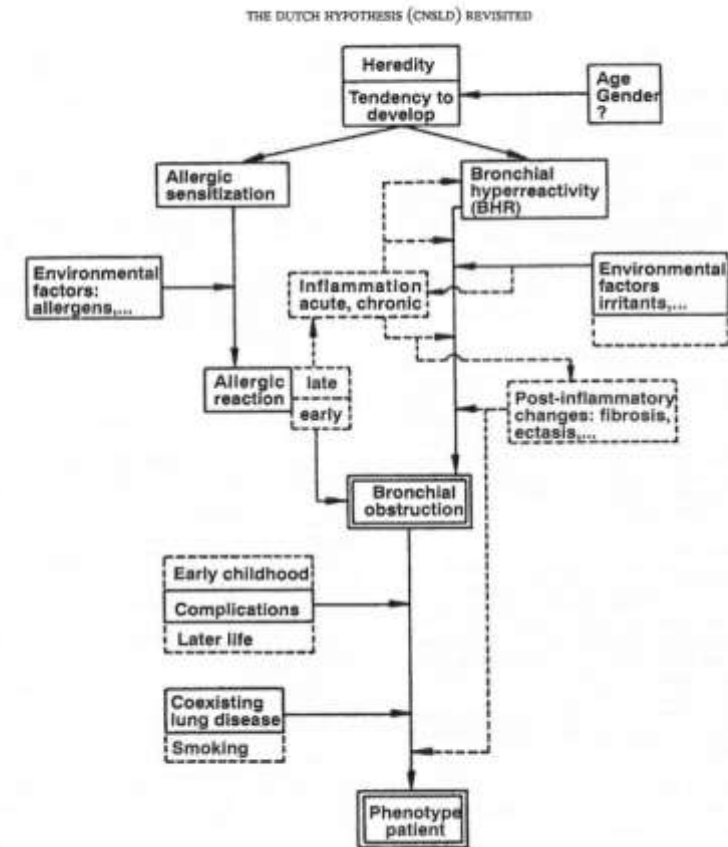 THE DUTCH HYPOTHESIS (CNSLD) REVISITED
Heredity
Tendency to
develop
Age
Gender
?
Allergic
sensitization
Bronchial
hyperreactivity
(BHR)
Environmental
factors:
allergens,...
Inflammation
acute, chronic
Environmental
factors
irritants,...
Allergic
reaction
late
early
Post-inflammatory
changes: fibrosis,
ectasis,...
Bronchial
obstruction
Early childhood
Complications
Later life
Coexisting
lung disease
Smoking
Phenotype
patient